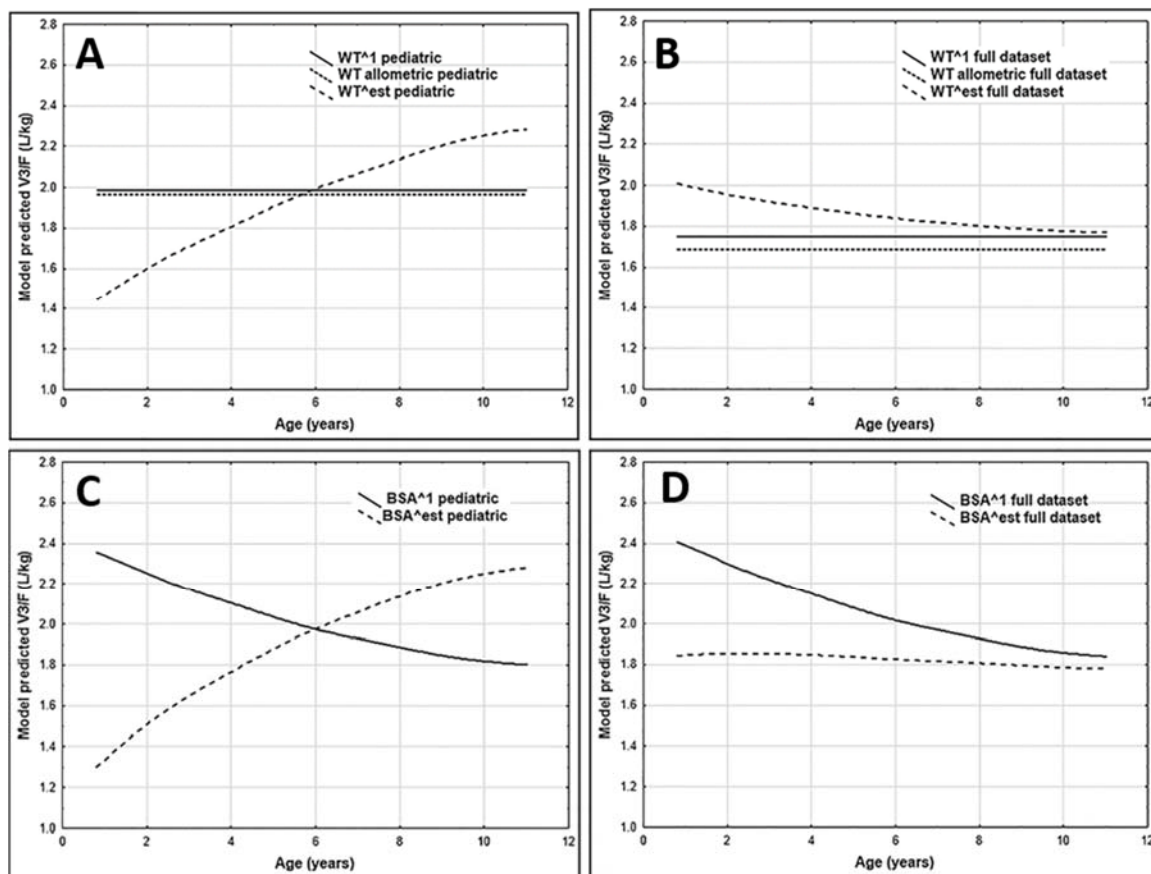 A
WT^1 pediatric
WT allometric pediatric
WT^est pediatric
Model predicted V3/F (L/kg)
2.8
2.6
2.4
2.2
2.0
1.8
1.6
1.4
1.2
1.0
0 2 4 6 8 10 12
Age (years)
B
WT^1 full dataset
WT allometric full dataset
WT^est full dataset
Model predicted V3/F (L/kg)
2.8
2.6
2.4
2.2
2.0
1.8
1.6
1.4
1.2
1.0
0 2 4 6 8 10 12
Age (years)
C
BSA^1 pediatric
BSA^est pediatric
Model predicted V3/F (L/kg)
2.8
2.6
2.4
2.2
2.0
1.8
1.6
1.4
1.2
1.0
0 2 4 6 8 10 12
Age (years)
D
BSA^1 full dataset
BSA^est full dataset
Model predicted V3/F (L/kg)
2.8
2.6
2.4
2.2
2.0
1.8
1.6
1.4
1.2
1.0
0 2 4 6 8 10 12
Age (years)